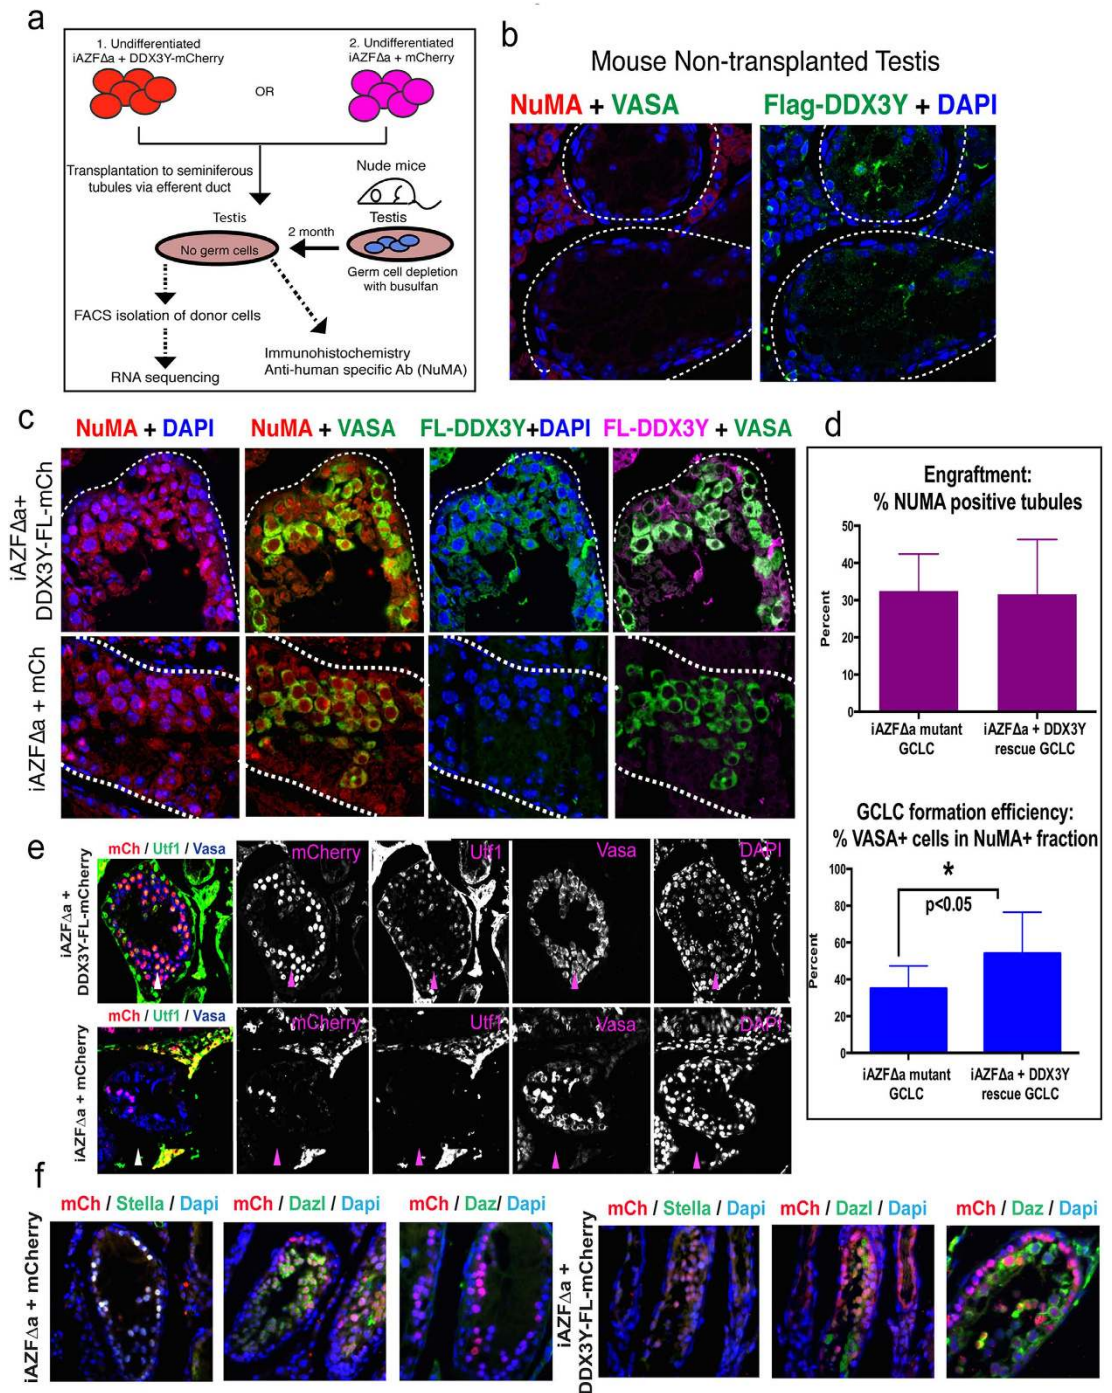 a
1. Undifferentiated
iAZFΔa + DDX3Y-mCherry
OR
2. Undifferentiated
iAZFΔa + mCherry
Transplantation to seminiferous
tubules via efferent duct
Nude mice
Testis
No germ cells
2 month
Testis
Germ cell depletion
with busulfan
FACS isolation of donor cells
RNA sequencing
Immunohistochemistry
Anti-human specific Ab (NuMA)
b
Mouse Non-transplanted Testis
NuMA + VASA
Flag-DDX3Y + DAPI
c
NuMA + DAPI
NuMA + VASA
FL-DDX3Y+DAPI
FL-DDX3Y + VASA
iAZFΔa+
DDX3Y-FL-mCh
iAZFΔa + mCh
d
Engraftment:
% NUMA positive tubules
Percent
50
40
30
20
10
0
iAZFΔa mutant
GCLC
iAZFΔa + DDX3Y
rescue GCLC
GCLC formation efficiency:
% VASA+ cells in NuMA+ fraction
Percent
100
80
60
40
20
0
*
p<0.05
iAZFΔa mutant
GCLC
iAZFΔa + DDX3Y
rescue GCLC
e
iAZFΔa +
DDX3Y-FL-mCherry
mCh / Utf1 / Vasa
mCherry
Utf1
Vasa
DAPI
iAZFΔa + mCherry
mCh / Utf1 / Vasa
mCherry
Utf1
Vasa
DAPI
f
iAZFΔa + mCherry
mCh / Stella / Dapi
mCh / Dazl / Dapi
mCh / Daz/ Dapi
iAZFΔa +
DDX3Y-FL-mCherry
mCh / Stella / Dapi
mCh / Dazl / Dapi
mCh / Daz / Dapi